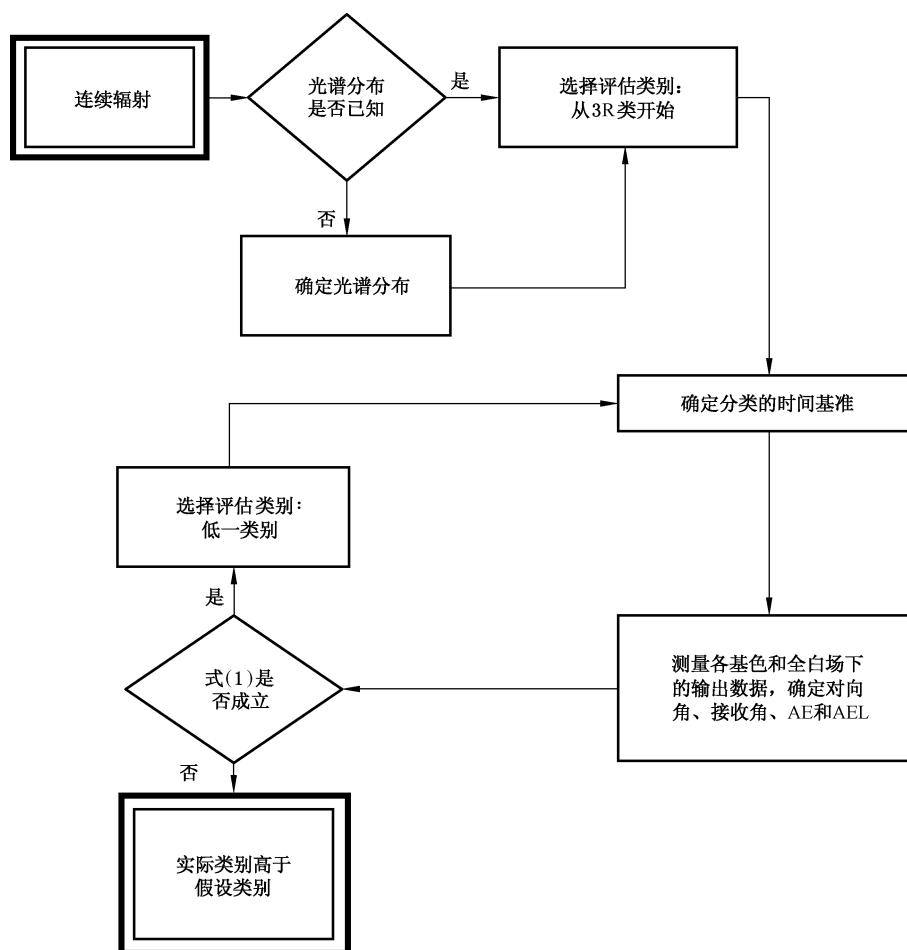 连续辐射
光谱分布
是否已知
是
选择评估类别：
从3R类开始
否
确定光谱分布
确定分类的时间基准
选择评估类别：
低一类别
是
式(1)是
否成立
测量各基色和全白场下
的输出数据，确定对向
角、接收角、AE和AEL
否
实际类别高于
假设类别